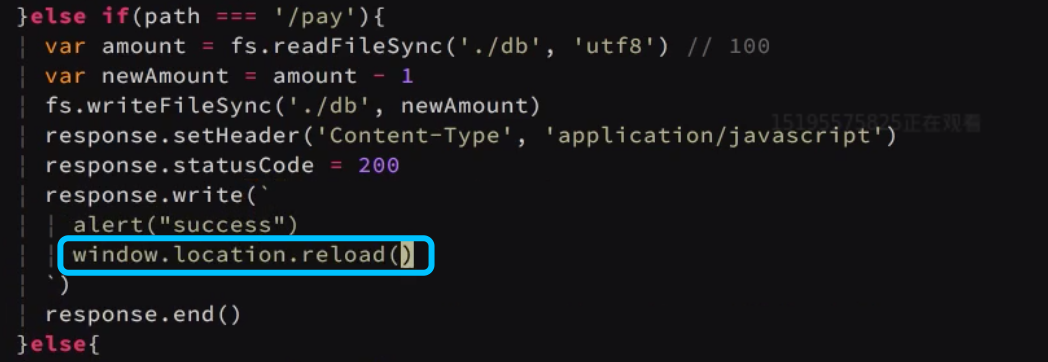 }else if(path === '/pay'){
var amount = fs.readFileSync('./db', 'utf8') // 100
var newAmount = amount - 1
fs.writeFileSync('./db', newAmount)
15195575825正在观看
response.setHeader('Content-Type', 'application/javascript')
response.statusCode = 200
response.write(`
alert("success")
window.location.reload()
`)
response.end()
}else{